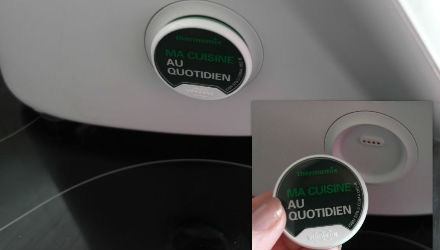 thermomix
MA CUISINE
AU
QUOTIDIEN
thermomix
MA CUISINE
AU
QUOTIDIEN